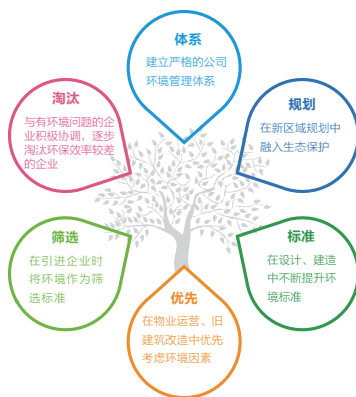 体系
建立严格的公司
环境管理体系
规划
在新区域规划中
融入生态保护
标准
在设计、建造
中不断提升环
境标准
优先
在物业运营、旧
建筑改造中优先
考虑环境因素
筛选
在引进企业时
将环境作为筛
选标准
淘汰
与有环境问题的企
业积极协调，逐步
淘汰环保效率较差
的企业